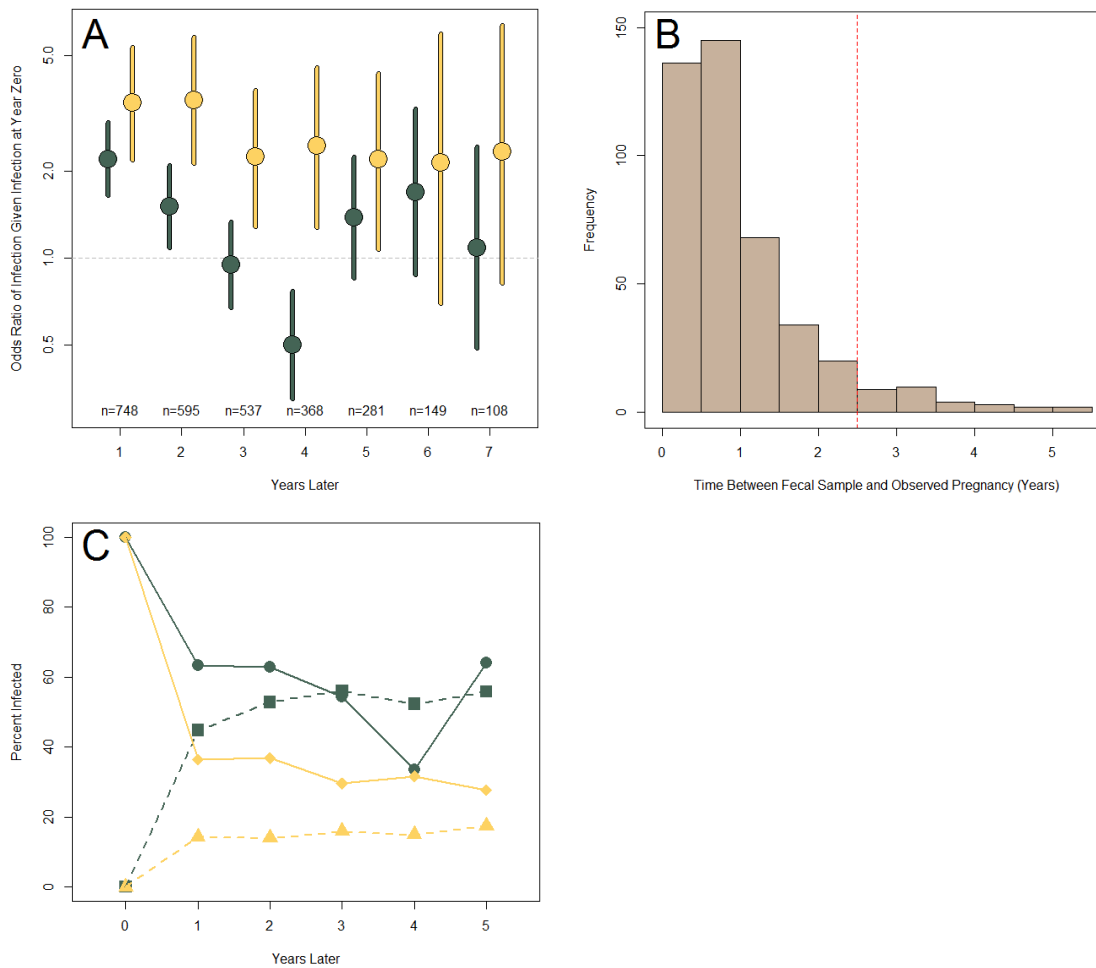 A
Odds Ratio of Infection Given Infection at Year Zero
5.0
2.0
1.0
0.5
n=748 n=595 n=537 n=368 n=281 n=149 n=108
1 2 3 4 5 6 7
Years Later
B
Frequency
150
100
50
0
0 1 2 3 4 5
Time Between Fecal Sample and Observed Pregnancy (Years)
C
Percent Infected
100
80
60
40
20
0
0 1 2 3 4 5
Years Later